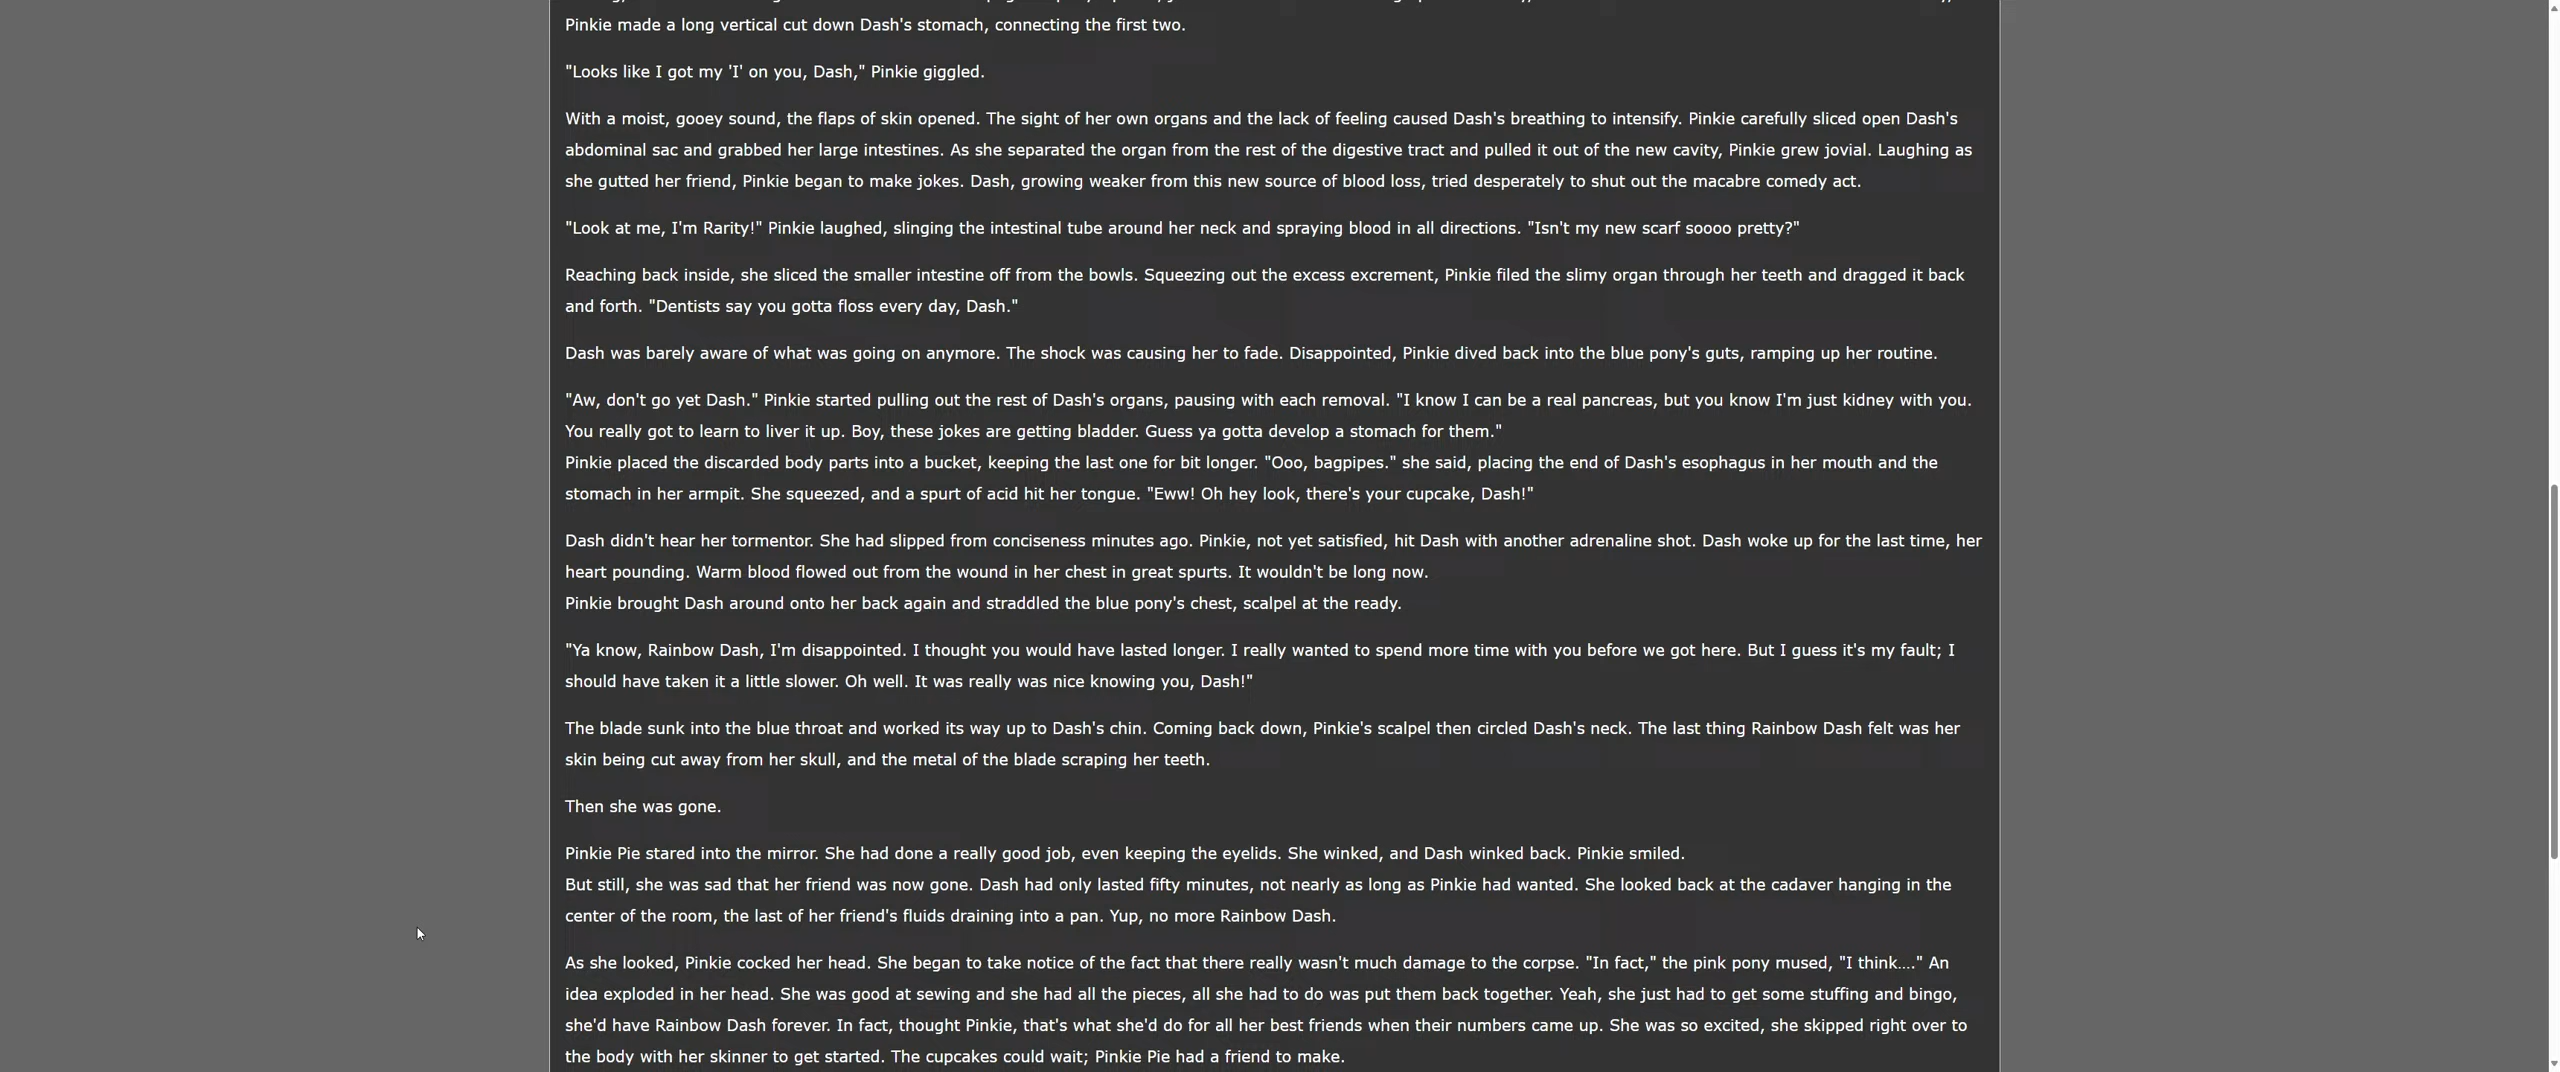 Pinkie made a long vertical cut down Dash's stomach, connecting the first two.
"Looks like I got my 'I' on you, Dash," Pinkie giggled.
With a moist, gooey sound, the flaps of skin opened. The sight of her own organs and the lack of feeling caused Dash's breathing to intensify. Pinkie carefully sliced open Dash's
abdominal sac and grabbed her large intestines. As she separated the organ from the rest of the digestive tract and pulled it out of the new cavity, Pinkie grew jovial. Laughing as
she gutted her friend, Pinkie began to make jokes. Dash, growing weaker from this new source of blood loss, tried desperately to shut out the macabre comedy act.
"Look at me, I'm Rarity!" Pinkie laughed, slinging the intestinal tube around her neck and spraying blood in all directions. "Isn't my new scarf soooo pretty?"
Reaching back inside, she sliced the smaller intestine off from the bowls. Squeezing out the excess excrement, Pinkie filed the slimy organ through her teeth and dragged it back
and forth. "Dentists say you gotta floss every day, Dash."
Dash was barely aware of what was going on anymore. The shock was causing her to fade. Disappointed, Pinkie dived back into the blue pony's guts, ramping up her routine.
"Aw, don't go yet Dash." Pinkie started pulling out the rest of Dash's organs, pausing with each removal. "I know I can be a real pancreas, but you know I'm just kidney with you.
You really got to learn to liver it up. Boy, these jokes are getting bladder. Guess ya gotta develop a stomach for them."
Pinkie placed the discarded body parts into a bucket, keeping the last one for bit longer. "Ooo, bagpipes." she said, placing the end of Dash's esophagus in her mouth and the
stomach in her armpit. She squeezed, and a spurt of acid hit her tongue. "Eww! Oh hey look, there's your cupcake, Dash!"
Dash didn't hear her tormentor. She had slipped from conciseness minutes ago. Pinkie, not yet satisfied, hit Dash with another adrenaline shot. Dash woke up for the last time, her
heart pounding. Warm blood flowed out from the wound in her chest in great spurts. It wouldn't be long now.
Pinkie brought Dash around onto her back again and straddled the blue pony's chest, scalpel at the ready.
"Ya know, Rainbow Dash, I'm disappointed. I thought you would have lasted longer. I really wanted to spend more time with you before we got here. But I guess it's my fault; I
should have taken it a little slower. Oh well. It was really was nice knowing you, Dash!"
The blade sunk into the blue throat and worked its way up to Dash's chin. Coming back down, Pinkie's scalpel then circled Dash's neck. The last thing Rainbow Dash felt was her
skin being cut away from her skull, and the metal of the blade scraping her teeth.
Then she was gone.
Pinkie Pie stared into the mirror. She had done a really good job, even keeping the eyelids. She winked, and Dash winked back. Pinkie smiled.
But still, she was sad that her friend was now gone. Dash had only lasted fifty minutes, not nearly as long as Pinkie had wanted. She looked back at the cadaver hanging in the
center of the room, the last of her friend's fluids draining into a pan. Yup, no more Rainbow Dash.
As she looked, Pinkie cocked her head. She began to take notice of the fact that there really wasn't much damage to the corpse. "In fact," the pink pony mused, "I think...." An
idea exploded in her head. She was good at sewing and she had all the pieces, all she had to do was put them back together. Yeah, she just had to get some stuffing and bingo,
she'd have Rainbow Dash forever. In fact, thought Pinkie, that's what she'd do for all her best friends when their numbers came up. She was so excited, she skipped right over to
the body with her skinner to get started. The cupcakes could wait; Pinkie Pie had a friend to make.